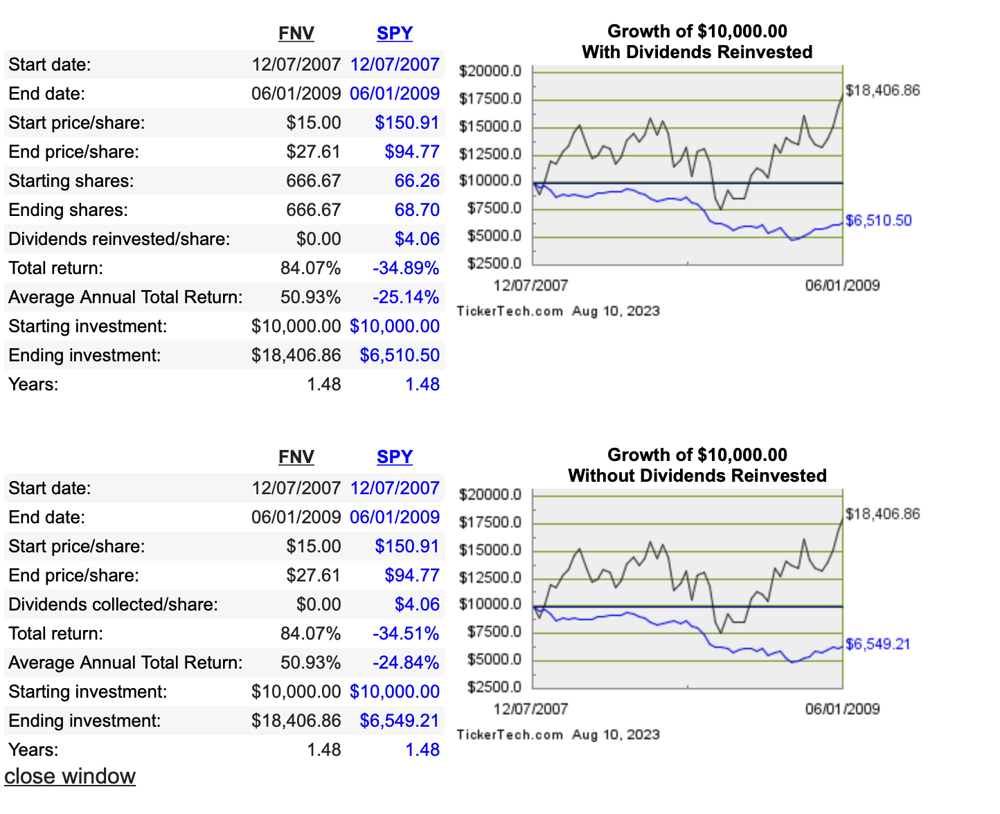 FNV SPY
Start date: 12/07/2007 12/07/2007
End date: 06/01/2009 06/01/2009
Start price/share: $15.00 $150.91
End price/share: $27.61 $94.77
Starting shares: 666.67 66.26
Ending shares: 666.67 68.70
Dividends reinvested/share: $0.00 $4.06
Total return: 84.07% -34.89%
Average Annual Total Return: 50.93% -25.14%
Starting investment: $10,000.00 $10,000.00
Ending investment: $18,406.86 $6,510.50
Years: 1.48 1.48
Growth of $10,000.00
With Dividends Reinvested
$20000.0
$18,406.86
$17500.0
$15000.0
$12500.0
$10000.0
$7500.0
$6,510.50
$5000.0
$2500.0
12/07/2007 06/01/2009
TickerTech.com Aug 10, 2023
FNV SPY
Start date: 12/07/2007 12/07/2007
End date: 06/01/2009 06/01/2009
Start price/share: $15.00 $150.91
End price/share: $27.61 $94.77
Dividends collected/share: $0.00 $4.06
Total return: 84.07% -34.51%
Average Annual Total Return: 50.93% -24.84%
Starting investment: $10,000.00 $10,000.00
Ending investment: $18,406.86 $6,549.21
Years: 1.48 1.48
Growth of $10,000.00
Without Dividends Reinvested
$20000.0
$18,406.86
$17500.0
$15000.0
$12500.0
$10000.0
$7500.0
$6,549.21
$5000.0
$2500.0
12/07/2007 06/01/2009
TickerTech.com Aug 10, 2023
close window